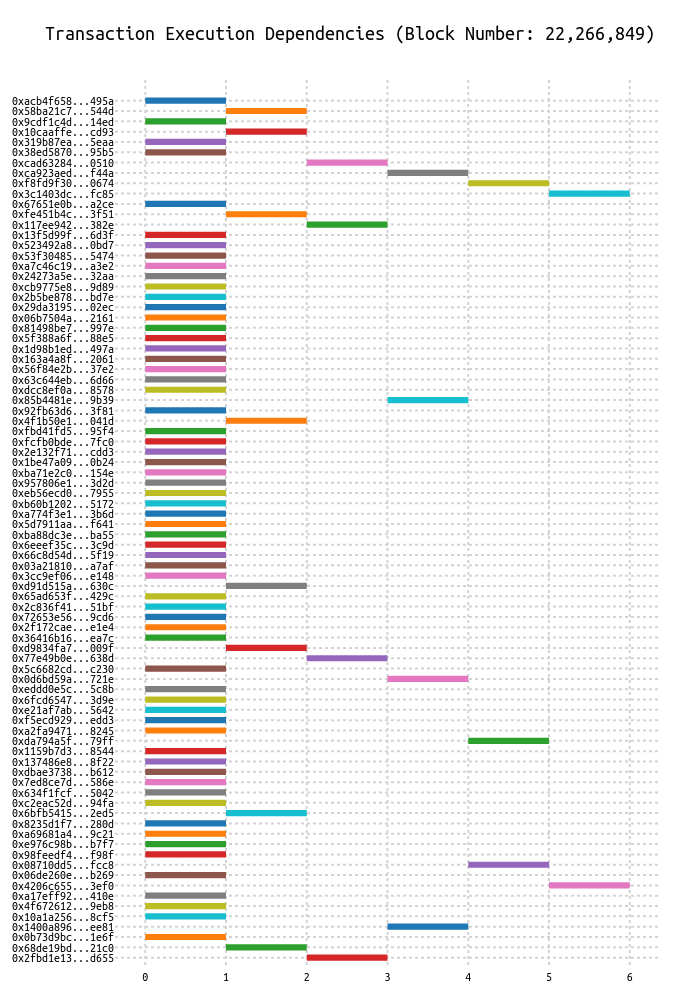 Transaction Execution Dependencies (Block Number: 22,266,849)
0xacb4f658...495a
0x58ba21c7...544d
0x9cdf1c4d...14ed
0x10caaffe...cd93
0x319b87ea...5eaa
0x38ed5870...95b5
0xcad63284...0510
0xca923aed...f44a
0xf8fd9f30...0674
0x3c1403dc...fc85
0x67651e0b...a2ce
0xfe451b4c...3f51
0x117ee942...382e
0x13f5d99f...6d3f
0x523492a8...0bd7
0x53f30485...5474
0xa7c46c19...a3e2
0x24273a5e...32aa
0xcb9775e8...9d89
0x2b5be878...bd7e
0x29da3195...02ec
0x06b7504a...2161
0x81498be7...997e
0x5f388a6f...88e5
0x1d98b1ed...497a
0x163a4a8f...2061
0x56f84e2b...37e2
0x63c644eb...6d66
0xdcc8ef0a...8578
0x85b4481e...9b39
0x92fb63d6...3f81
0x4f1b50e1...041d
0xfbd41fd5...95f4
0xfcfb0bde...7fc0
0x2e132f71...cdd3
0x1be47a09...0b24
0xba71e2c0...154e
0x957806e1...3d2d
0xeb56ecd0...7955
0xb60b1202...5172
0xa774f3e1...3b6d
0x5d7911aa...f641
0xba88dc3e...ba55
0x6eeef35c...3c9d
0x66c8d54d...5f19
0x03a21810...a7af
0x3cc9ef06...e148
0xd91d515a...630c
0x65ad653f...429c
0x2c836f41...51bf
0x72653e56...9cd6
0x2f172cae...e1e4
0x36416b16...ea7c
0xd9834fa7...009f
0x77e49b0e...638d
0x5c6682cd...c230
0x0d6bd59a...721e
0xeddd0e5c...5c8b
0x6fcd6547...3d9e
0xe21af7ab...5642
0xf5ecd929...edd3
0xa2fa9471...8245
0xda794a5f...79ff
0x1159b7d3...8544
0x137486e8...8f22
0xdbae3738...b612
0x7ed8ce7d...586e
0x634f1fcf...5042
0xc2eac52d...94fa
0x6bfb5415...2ed5
0x8235d1f7...280d
0xa69681a4...9c21
0xe976c98b...b7f7
0x98feedf4...f98f
0x08710dd5...fcc8
0x06de260e...b269
0x4206c655...3ef0
0xa17eff92...410e
0x4f672612...9eb8
0x10a1a256...8cf5
0x1400a896...ee81
0x0b73d9bc...1e6f
0x68de19bd...21c0
0x2fbd1e13...d655
0 1 2 3 4 5 6